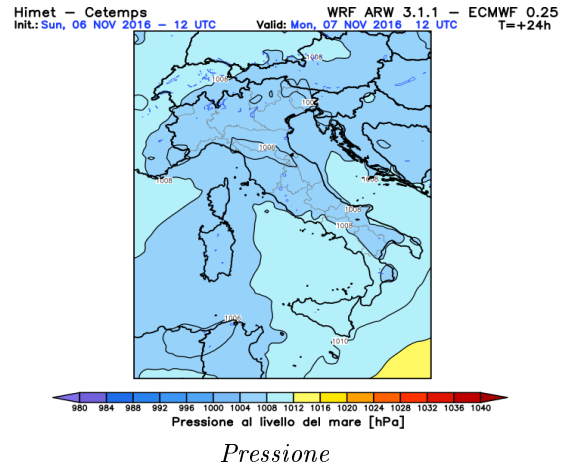 Himet – Cetemps WRF ARW 3.1.1 – ECMWF 0.25
Init.: Sun, 06 NOV 2016 – 12 UTC Valid: Mon, 07 NOV 2016 12 UTC T=+24h
1008
1008
1006
1008
1008
1008
1006
1010
980 984 988 992 996 1000 1004 1008 1012 1016 1020 1024 1028 1032 1036 1040
Pressione al livello del mare [hPa]
Pressione